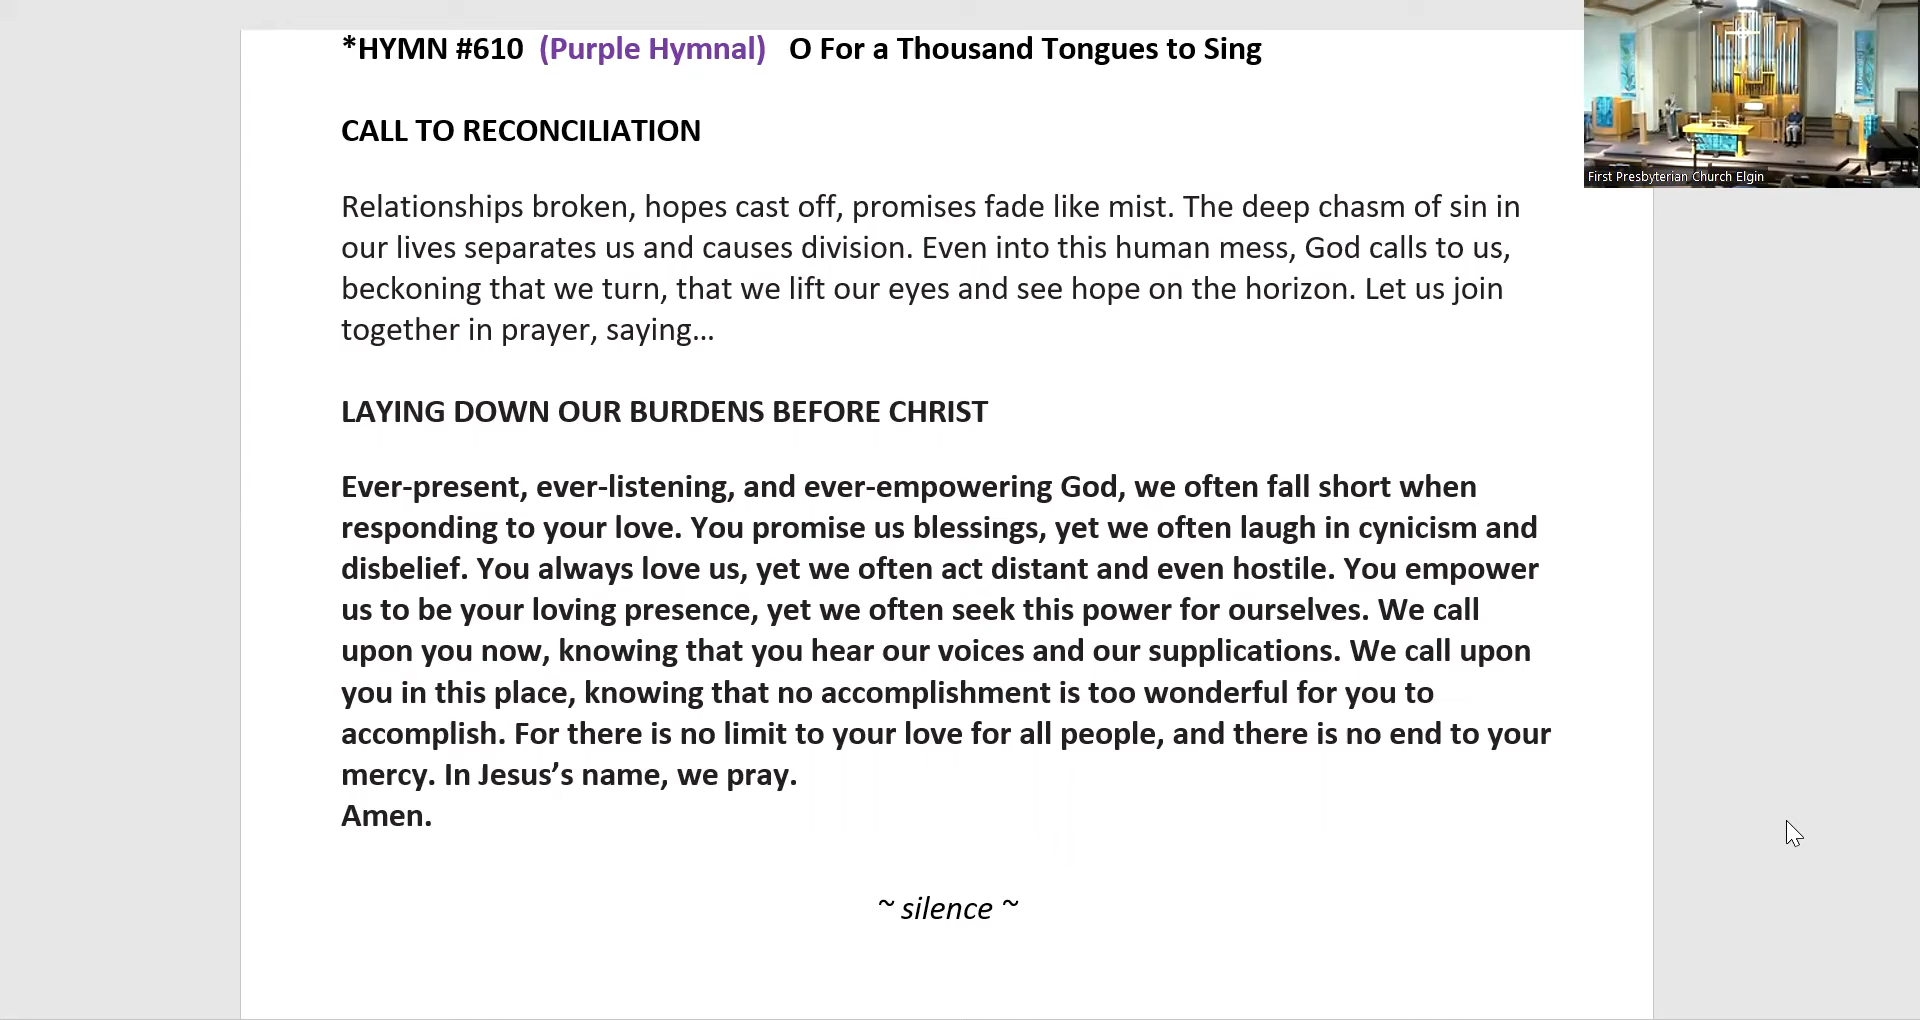 *HYMN #610 (Purple Hymnal) O For a Thousand Tongues to Sing
CALL TO RECONCILIATION
Relationships broken, hopes cast off, promises fade like mist. The deep chasm of sin in
our lives separates us and causes division. Even into this human mess, God calls to us,
beckoning that we turn, that we lift our eyes and see hope on the horizon. Let us join
together in prayer, saying…
LAYING DOWN OUR BURDENS BEFORE CHRIST
Ever-present, ever-listening, and ever-empowering God, we often fall short when
responding to your love. You promise us blessings, yet we often laugh in cynicism and
disbelief. You always love us, yet we often act distant and even hostile. You empower
us to be your loving presence, yet we often seek this power for ourselves. We call
upon you now, knowing that you hear our voices and our supplications. We call upon
you in this place, knowing that no accomplishment is too wonderful for you to
accomplish. For there is no limit to your love for all people, and there is no end to your
mercy. In Jesus’s name, we pray.
Amen.
~ silence ~
First Presbyterian Church Elgin